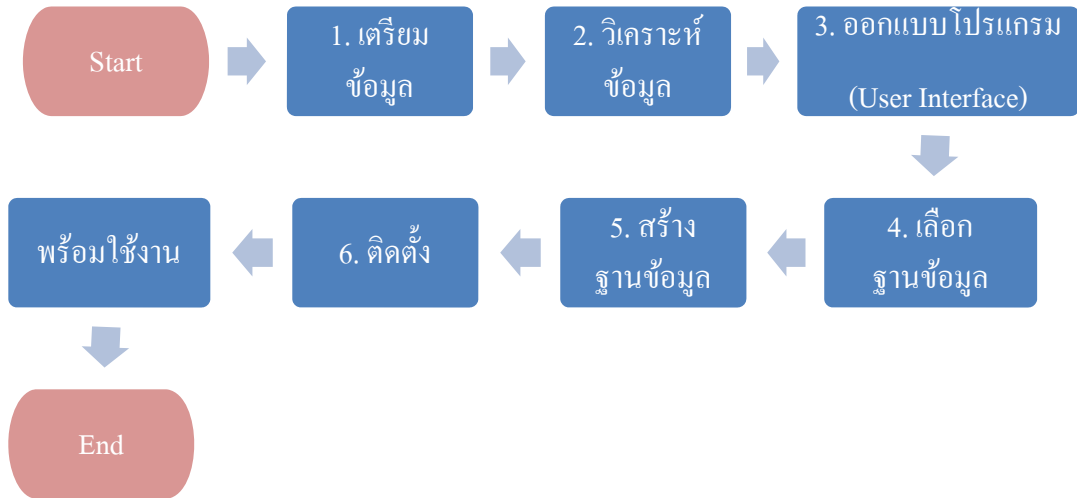 Start
1. เตรียม
ข้อมูล
2. วิเคราะห์
ข้อมูล
3. ออกแบบโปรแกรม
(User Interface)
4. เลือก
ฐานข้อมูล
5. สร้าง
ฐานข้อมูล
6. ติดตั้ง
พร้อมใช้งาน
End